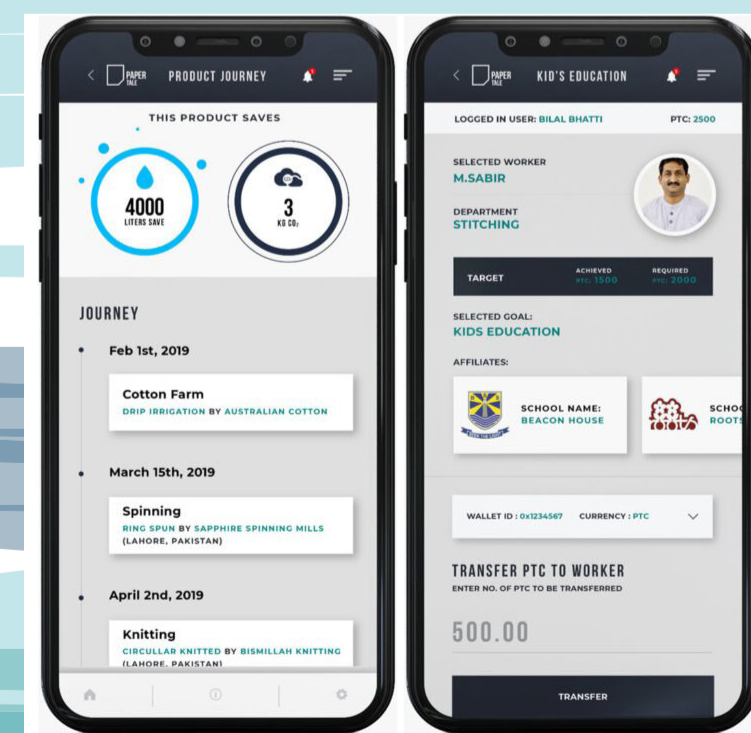 PAPER
TALE
PRODUCT JOURNEY
THIS PRODUCT SAVES
4000
LITERS SAVE
CO₂
3
KG CO₂
JOURNEY
Feb 1st, 2019
Cotton Farm
DRIP IRRIGATION BY AUSTRALIAN COTTON
March 15th, 2019
Spinning
RING SPUN BY SAPPHIRE SPINNING MILLS
(LAHORE, PAKISTAN)
April 2nd, 2019
Knitting
CIRCULLAR KNITTED BY BISMILLAH KNITTING
(LAHORE, PAKISTAN)
PAPER
TALE
KID'S EDUCATION
LOGGED IN USER: BILAL BHATTI PTC: 2500
SELECTED WORKER
M.SABIR
DEPARTMENT
STITCHING
TARGET
ACHIEVED
PTC: 1500
REQUIRED
PTC: 2000
SELECTED GOAL:
KIDS EDUCATION
AFFILIATES:
SCHOOL NAME:
BEACON HOUSE
SCHOO
ROOTS
WALLET ID : 0x1234567 CURRENCY : PTC
TRANSFER PTC TO WORKER
ENTER NO. OF PTC TO BE TRANSFERRED
500.00
TRANSFER